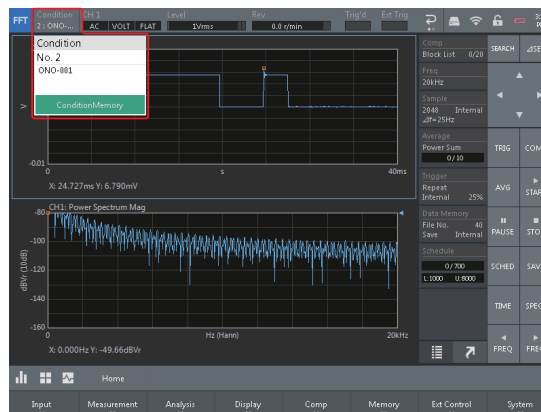 FFT
Condition
2 : ONO-...
CH 1
AC VOLT FLAT
Level
1Vrms
Rev
0.0 r/min
Trig'd Ext Trig
Condition
No. 2
ONO-001
ConditionMemory
V
-0.01
0
s
40ms
X: 24.727ms Y: 6.790mV
CH1: Power Spectrum Mag
-80
-100
-120
-140
-160
dBVr (10dB)
0
Hz (Hann)
20kHz
X: 0.000Hz Y: -49.66dBVr
Comp
Block List 0/20
Freq
20kHz
Sample
2048 Internal
⊿f=25Hz
Average
Power Sum
0/10
Trigger
Repeat
Internal 25%
Data Memory
File No. 40
Save Internal
Schedule
0/700
L:1000 U:8000
SEARCH
TRIG
AVG
PAUSE
SCHED
TIME
FREQ
Home
Input Measurement Analysis Display Comp Memory Ext Control System